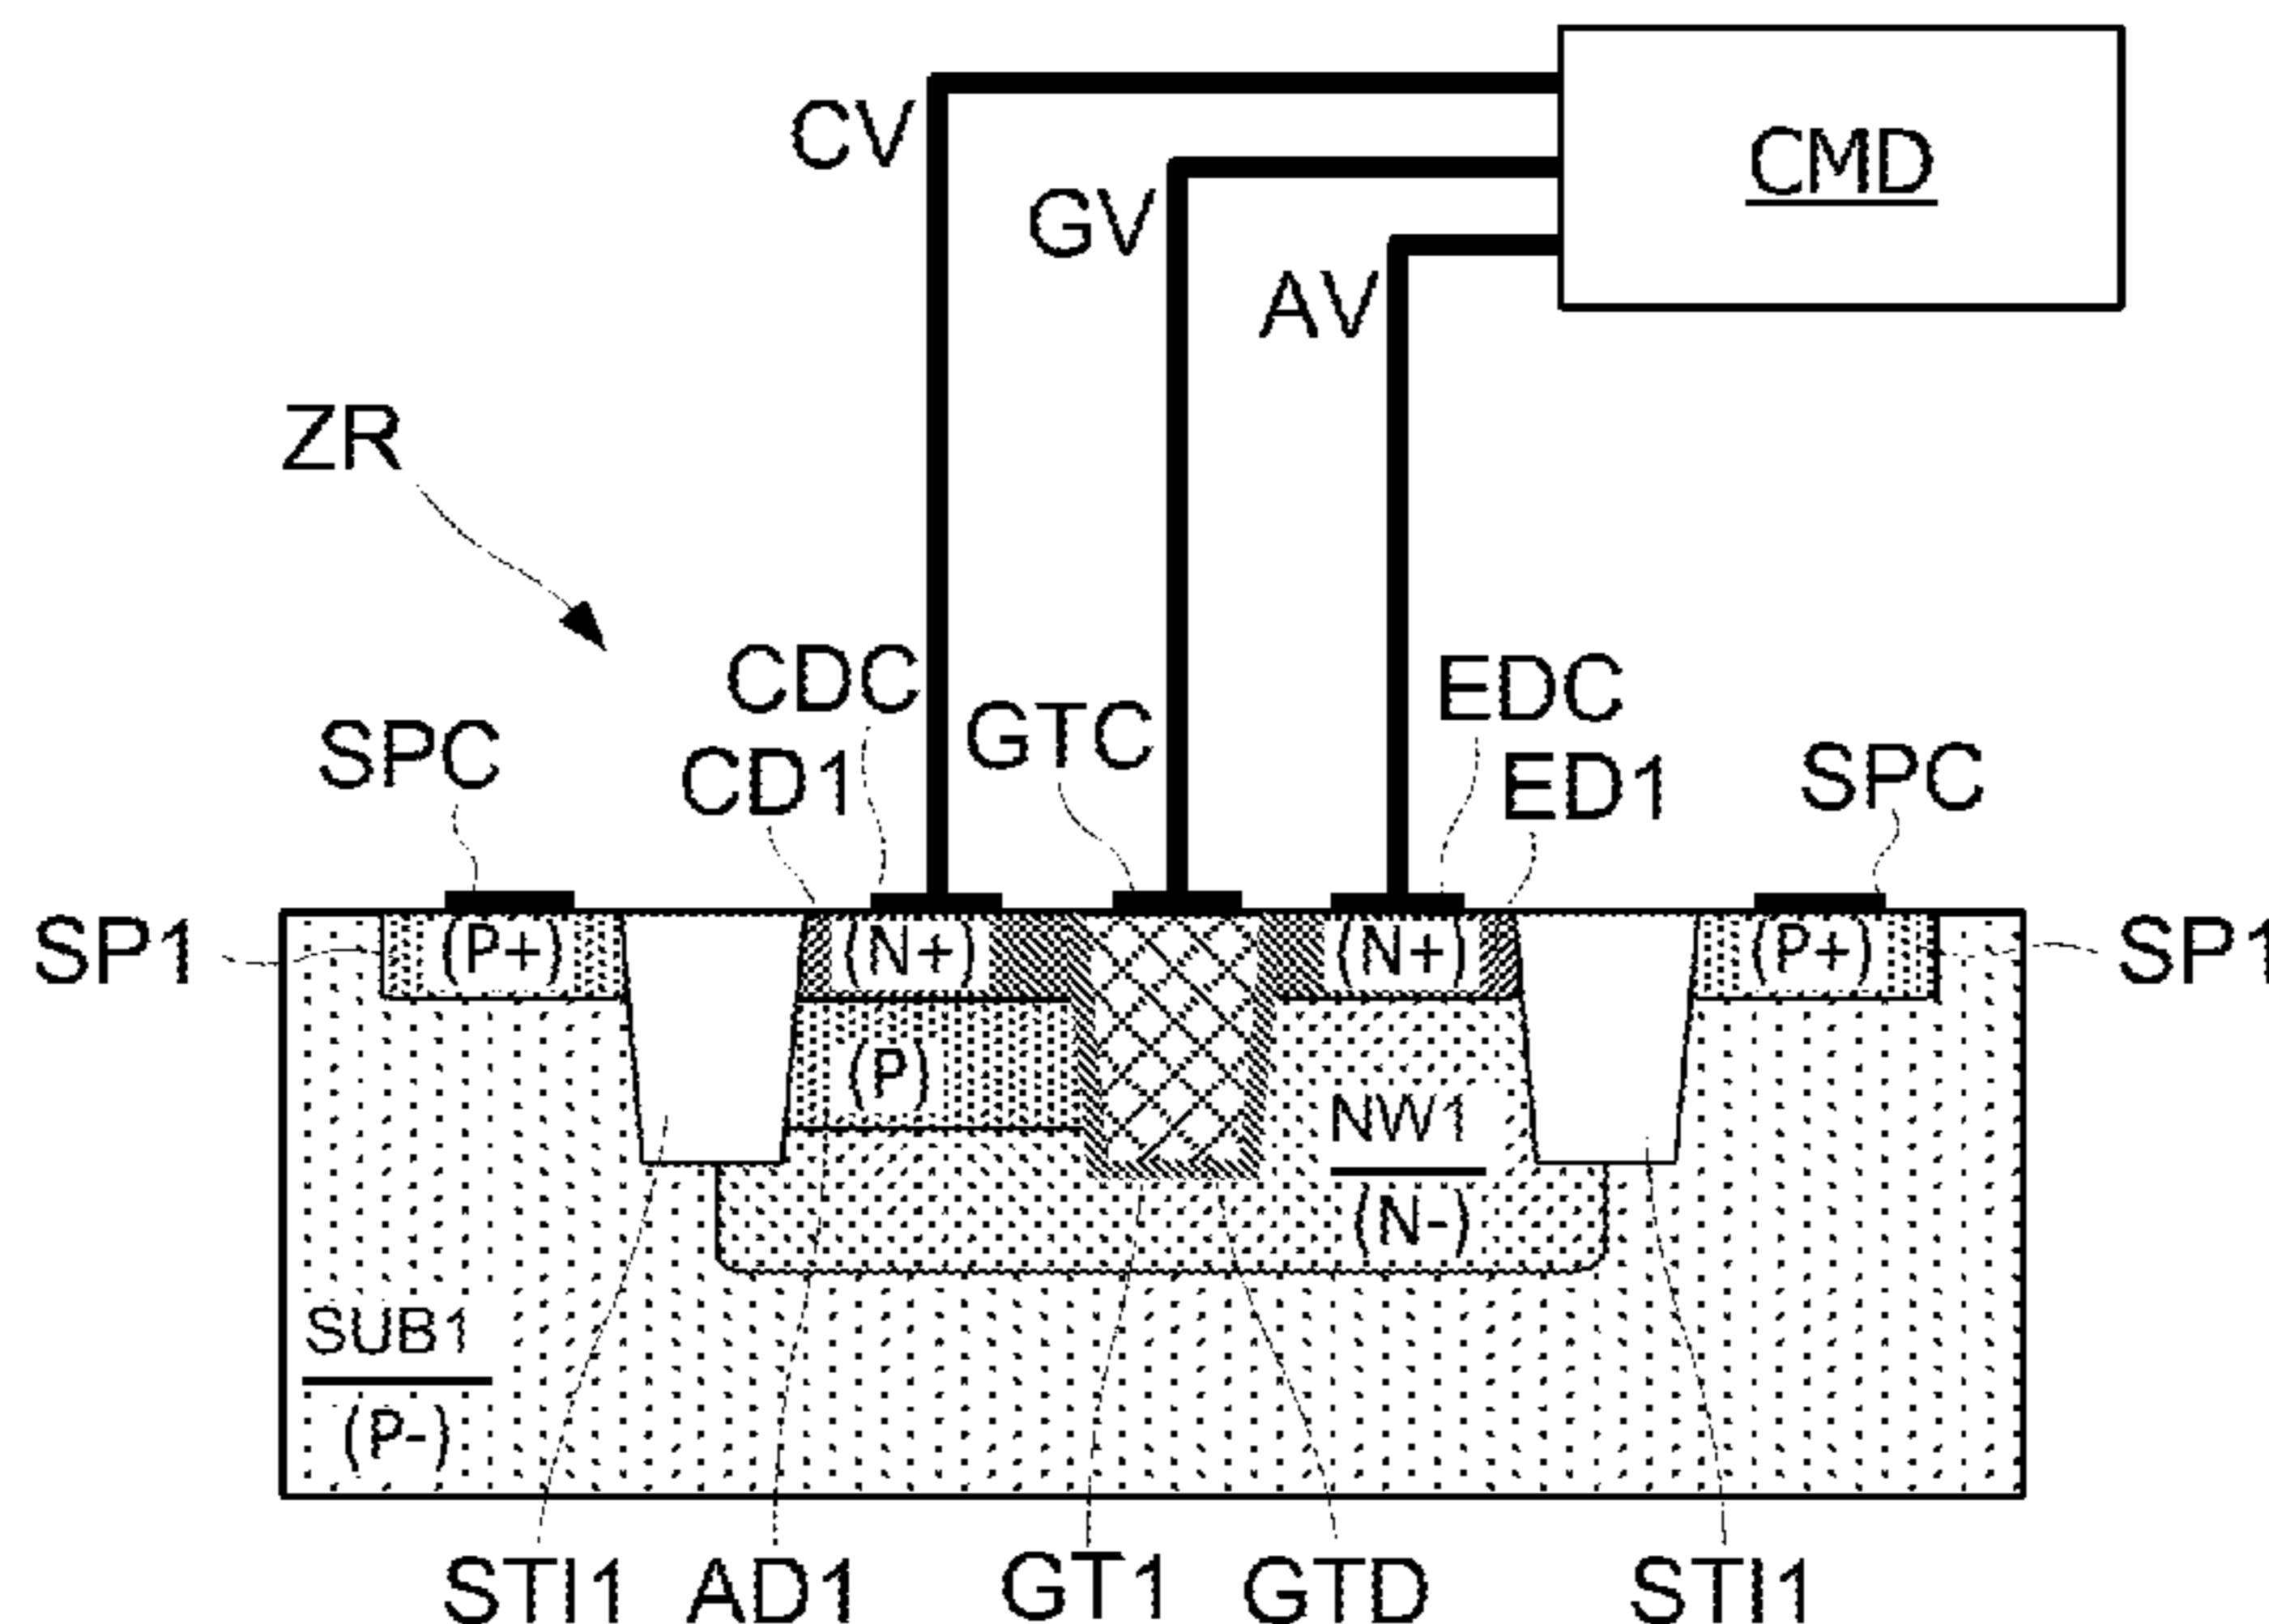 CV
CMD
GV
AV
ZR
CDC
EDC
SPC
CD1
GTC
ED1
SPC
SP1
(P+)
(N+)
(N+)
(P+)
SP1
(P)
NW1
(N-)
SUB1
(P-)
STI1
AD1
GT1
GTD
STI1